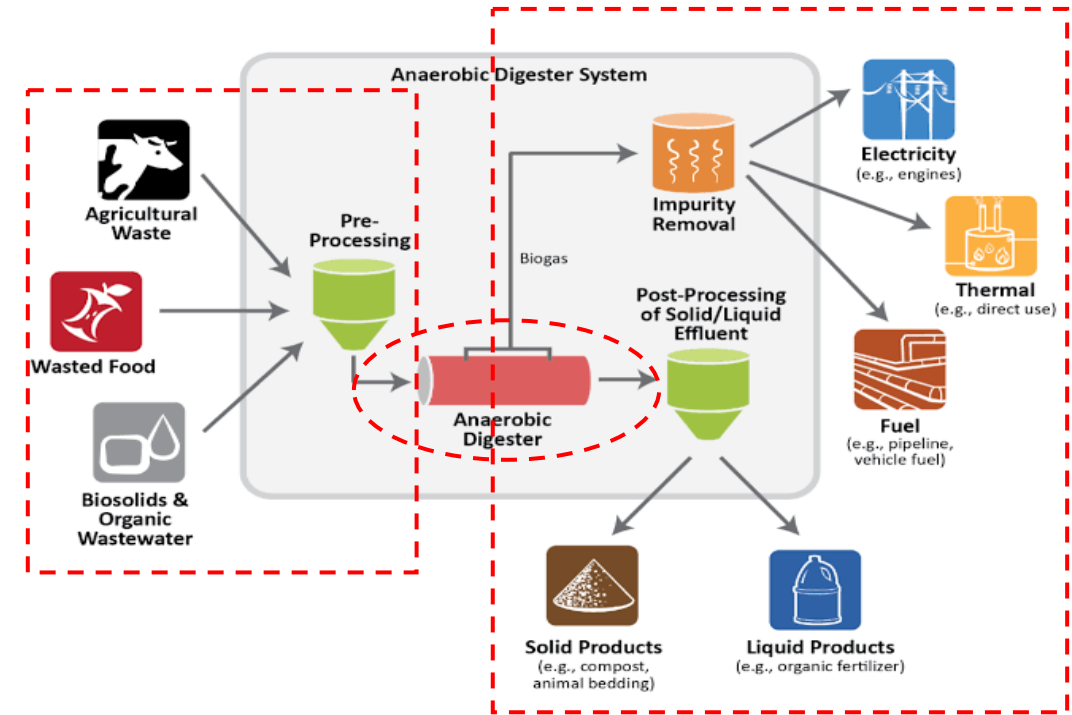 Anaerobic Digester System
Agricultural
Waste
Wasted Food
Biosolids &
Organic
Wastewater
Pre-
Processing
Anaerobic
Digester
Biogas
Impurity
Removal
Post-Processing
of Solid/Liquid
Effluent
Electricity
(e.g., engines)
Thermal
(e.g., direct use)
Fuel
(e.g., pipeline,
vehicle fuel)
Solid Products
(e.g., compost,
animal bedding)
Liquid Products
(e.g., organic fertilizer)